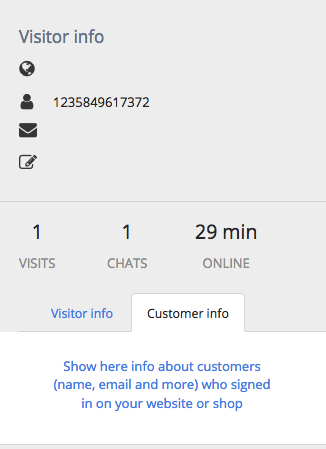 Visitor info
1235849617372
1 1 29 min
VISITS CHATS ONLINE
Visitor info Customer info
Show here info about customers
(name, email and more) who signed
in on your website or shop